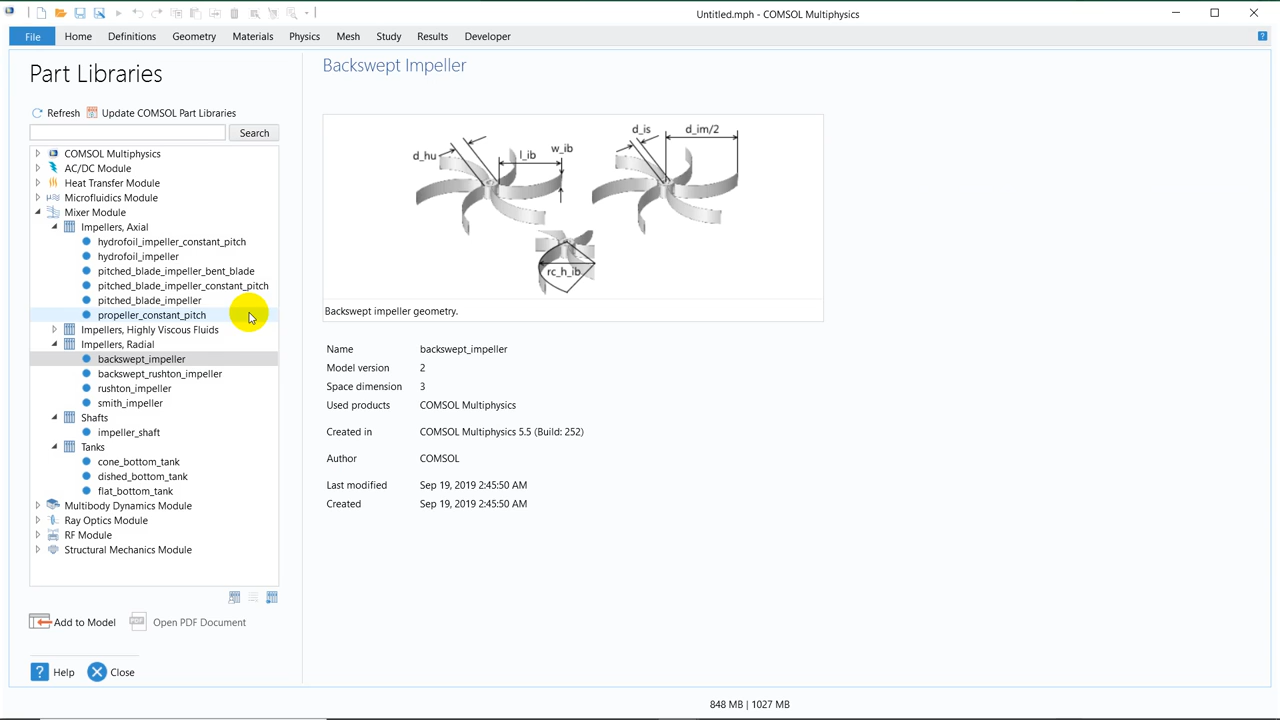 Untitled.mph - COMSOL Multiphysics
File Home Definitions Geometry Materials Physics Mesh Study Results Developer
?
Part Libraries
Refresh Update COMSOL Part Libraries
Search
COMSOL Multiphysics
AC/DC Module
Heat Transfer Module
Microfluidics Module
Mixer Module
Impellers, Axial
hydrofoil_impeller_constant_pitch
hydrofoil_impeller
pitched_blade_impeller_bent_blade
pitched_blade_impeller_constant_pitch
pitched_blade_impeller
propeller_constant_pitch
Impellers, Highly Viscous Fluids
Impellers, Radial
backswept_impeller
backswept_rushton_impeller
rushton_impeller
smith_impeller
Shafts
impeller_shaft
Tanks
cone_bottom_tank
dished_bottom_tank
flat_bottom_tank
Multibody Dynamics Module
Ray Optics Module
RF Module
Structural Mechanics Module
Add to Model Open PDF Document
? Help Close
Backswept Impeller
d_hu l_ib w_ib d_is d_im/2
rc_h_ib
Backswept impeller geometry.
Name backswept_impeller
Model version 2
Space dimension 3
Used products COMSOL Multiphysics
Created in COMSOL Multiphysics 5.5 (Build: 252)
Author COMSOL
Last modified Sep 19, 2019 2:45:50 AM
Created Sep 19, 2019 2:45:50 AM
848 MB | 1027 MB